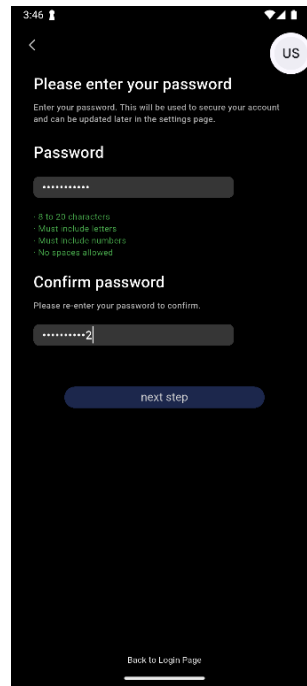 3:46
US
Please enter your password
Enter your password. This will be used to secure your account
and can be updated later in the settings page.
Password
•••••••••••
· 8 to 20 characters
· Must include letters
· Must include numbers
· No spaces allowed
Confirm password
Please re-enter your password to confirm.
••••••••••2
next step
Back to Login Page